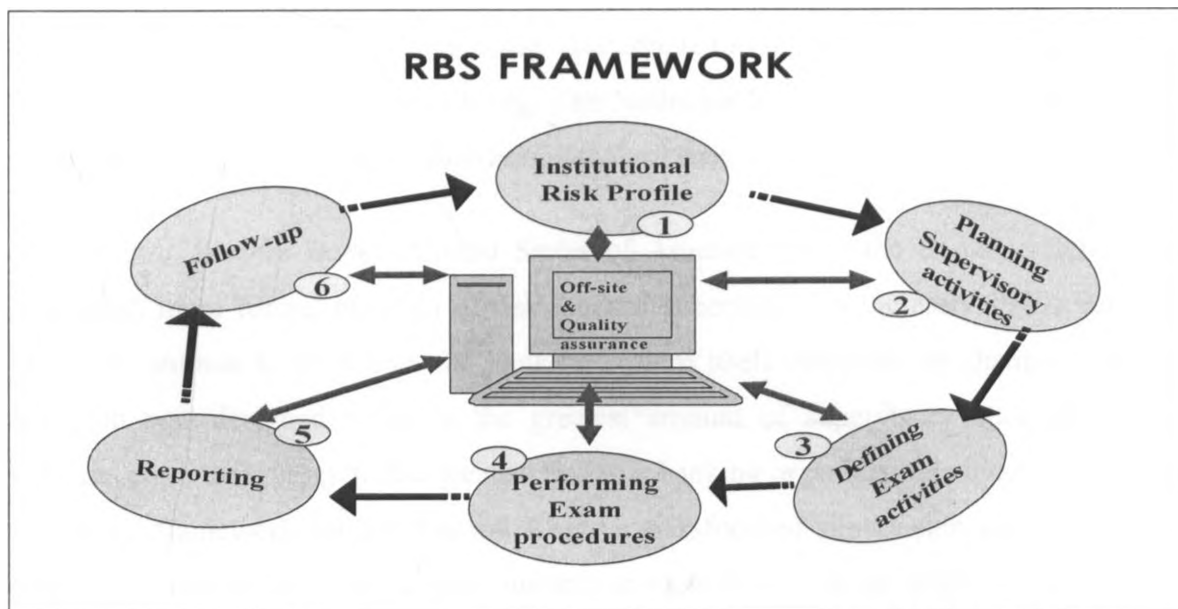 RBS FRAMEWORK
Institutional
Risk Profile
1
Planning
Supervisory
activities
2
Defining
Exam
activities
3
Performing
Exam
procedures
4
Reporting
5
Follow-up
6
Off-site
&
Quality
assurance